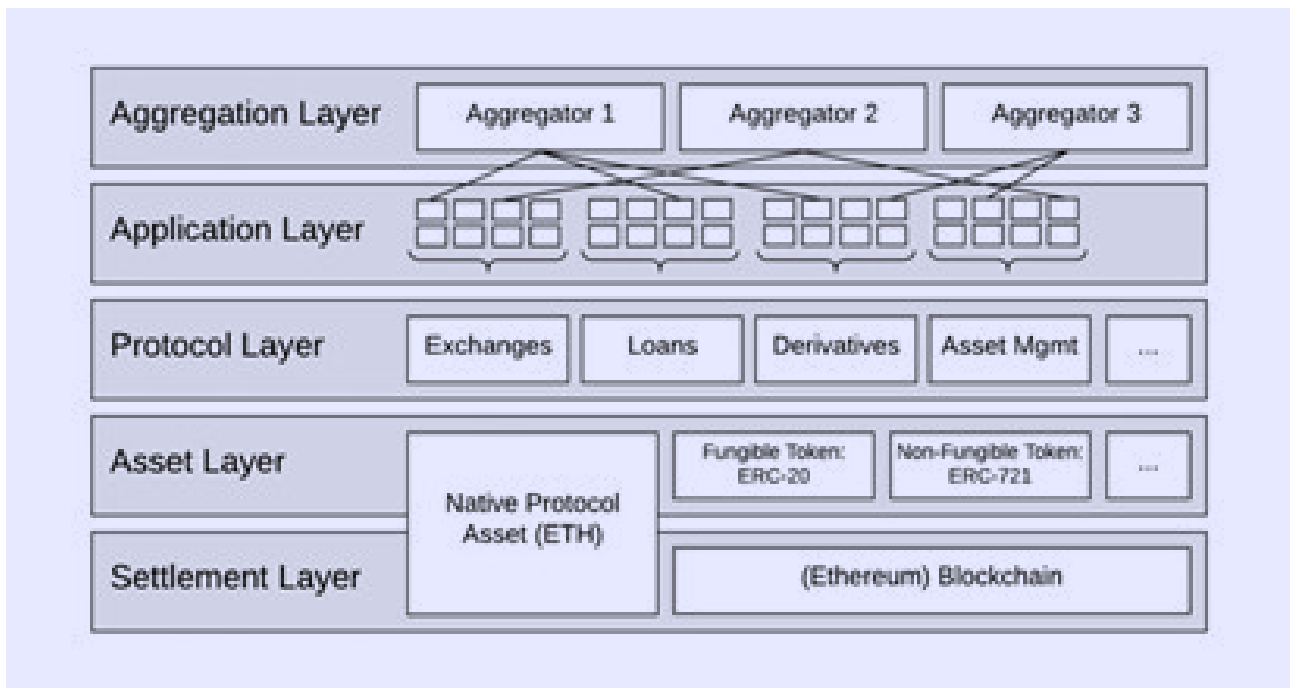 Aggregation Layer
Aggregator 1
Aggregator 2
Aggregator 3
Application Layer
Protocol Layer
Exchanges
Loans
Derivatives
Asset Mgmt
...
Asset Layer
Native Protocol
Asset (ETH)
Fungible Token:
ERC-20
Non-Fungible Token:
ERC-721
...
Settlement Layer
(Ethereum) Blockchain